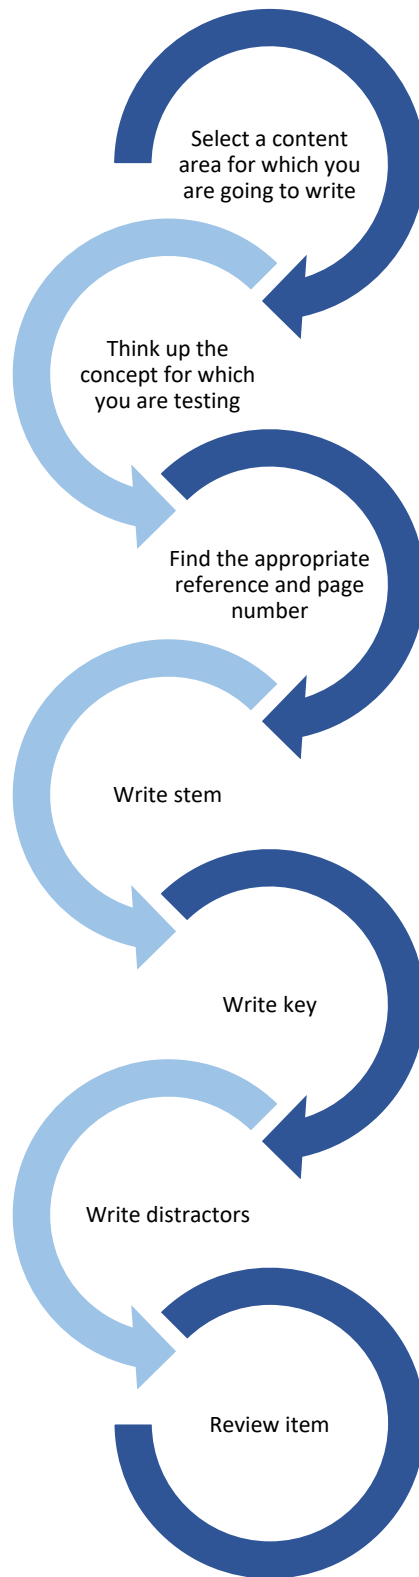 Select a content
area for which you
are going to write
Think up the
concept for which
you are testing
Find the appropriate
reference and page
number
Write stem
Write key
Write distractors
Review item